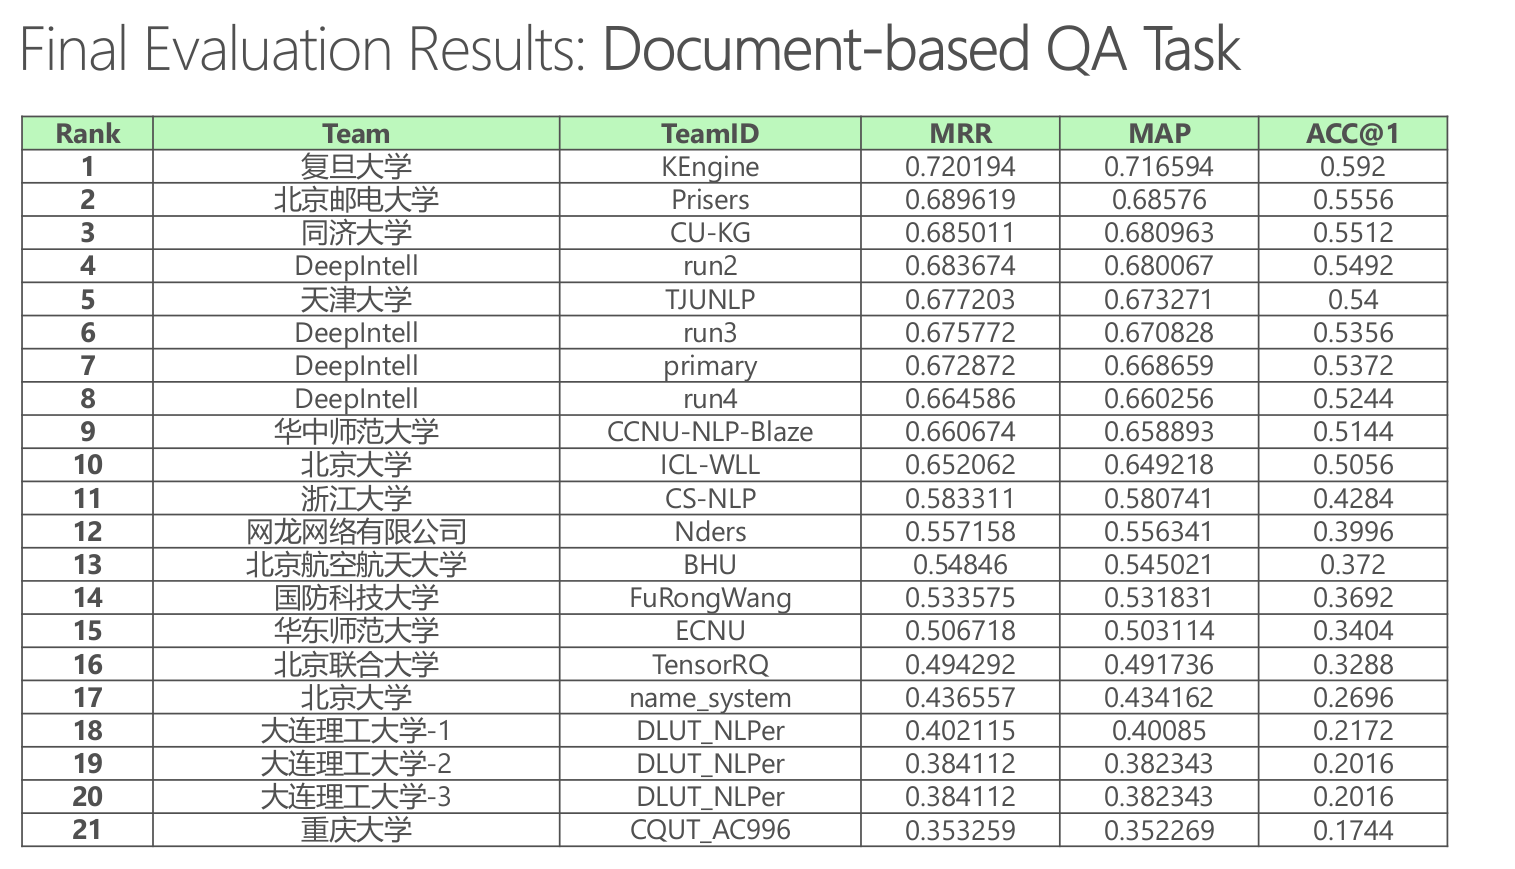 Final Evaluation Results: Document-based QA Task
Rank Team TeamID MRR MAP ACC@1
1 复旦大学 KEngine 0.720194 0.716594 0.592
2 北京邮电大学 Prisers 0.689619 0.68576 0.5556
3 同济大学 CU-KG 0.685011 0.680963 0.5512
4 DeepIntell run2 0.683674 0.680067 0.5492
5 天津大学 TJUNLP 0.677203 0.673271 0.54
6 DeepIntell run3 0.675772 0.670828 0.5356
7 DeepIntell primary 0.672872 0.668659 0.5372
8 DeepIntell run4 0.664586 0.660256 0.5244
9 华中师范大学 CCNU-NLP-Blaze 0.660674 0.658893 0.5144
10 北京大学 ICL-WLL 0.652062 0.649218 0.5056
11 浙江大学 CS-NLP 0.583311 0.580741 0.4284
12 网龙网络有限公司 Nders 0.557158 0.556341 0.3996
13 北京航空航天大学 BHU 0.54846 0.545021 0.372
14 国防科技大学 FuRongWang 0.533575 0.531831 0.3692
15 华东师范大学 ECNU 0.506718 0.503114 0.3404
16 北京联合大学 TensorRQ 0.494292 0.491736 0.3288
17 北京大学 name_system 0.436557 0.434162 0.2696
18 大连理工大学-1 DLUT_NLPer 0.402115 0.40085 0.2172
19 大连理工大学-2 DLUT_NLPer 0.384112 0.382343 0.2016
20 大连理工大学-3 DLUT_NLPer 0.384112 0.382343 0.2016
21 重庆大学 CQUT_AC996 0.353259 0.352269 0.1744